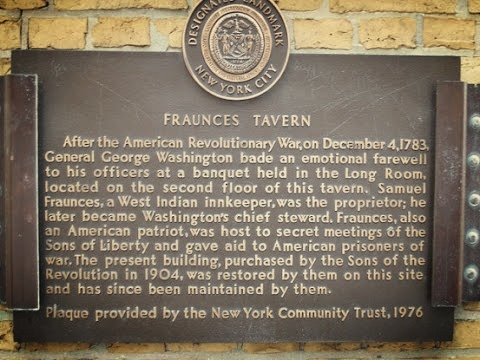 DESIGNATED LANDMARK
NEW YORK CITY
FRAUNCES TAVERN
After the American Revolutionary War, on December 4, 1783,
General George Washington bade an emotional farewell
to his officers at a banquet held in the Long Room,
located on the second floor of this tavern. Samuel
Fraunces, a West Indian innkeeper, was the proprietor; he
later became Washington's chief steward. Fraunces, also
an American patriot, was host to secret meetings of the
Sons of Liberty and gave aid to American prisoners of
war. The present building, purchased by the Sons of the
Revolution in 1904, was restored by them on this site
and has since been maintained by them.
Plaque provided by the New York Community Trust, 1976